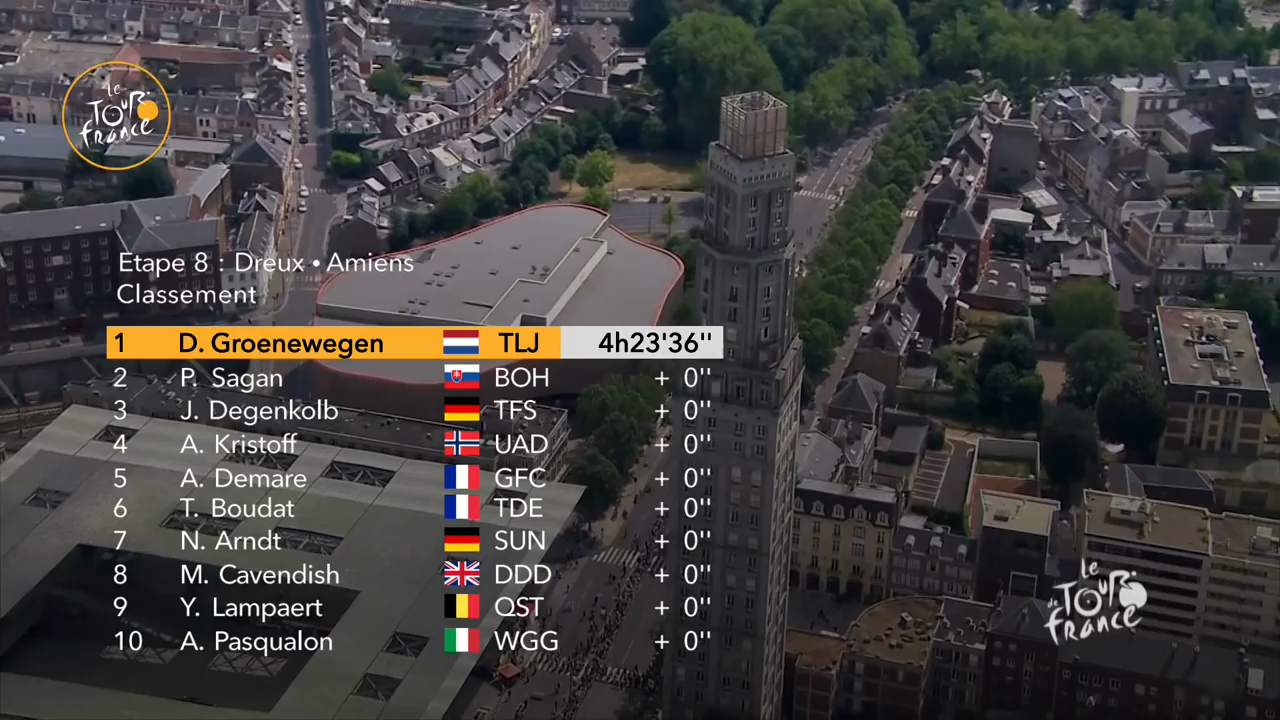 le
TOUR
de
france
Etape 8 : Dreux • Amiens
Classement
1 D. Groenewegen TLJ 4h23'36''
2 P. Sagan BOH + 0''
3 J. Degenkolb TFS + 0''
4 A. Kristoff UAD + 0''
5 A. Demare GFC + 0''
6 T. Boudat TDE + 0''
7 N. Arndt SUN + 0''
8 M. Cavendish DDD + 0''
9 Y. Lampaert QST + 0''
10 A. Pasqualon WGG + 0''
le
de TOUR
france